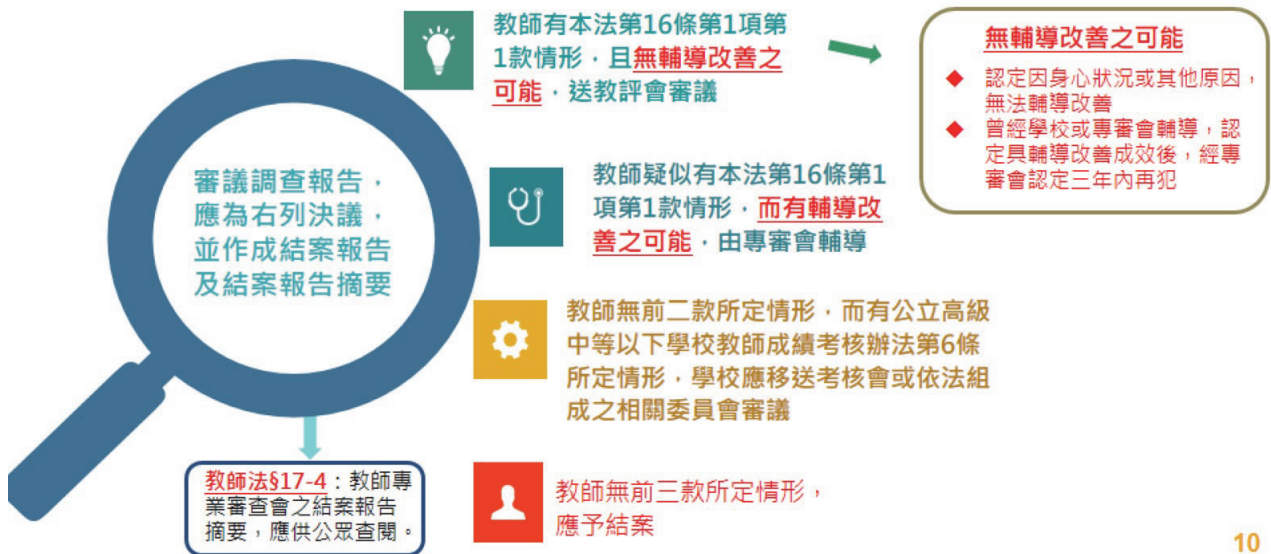 審議調查報告，
應為右列決議，
並作成結案報告
及結案報告摘要
教師法§17-4：教師專
業審查會之結案報告
摘要，應供公眾查閱。
教師有本法第16條第1項第
1款情形，且無輔導改善之
可能，送教評會審議
無輔導改善之可能
◆ 認定因身心狀況或其他原因，
無法輔導改善
◆ 曾經學校或專審會輔導，認
定具輔導改善成效後，經專
審會認定三年內再犯
教師疑似有本法第16條第1
項第1款情形，而有輔導改
善之可能，由專審會輔導
教師無前二款所定情形，而有公立高級
中等以下學校教師成績考核辦法第6條
所定情形，學校應移送考核會或依法組
成之相關委員會審議
教師無前三款所定情形，
應予結案
10